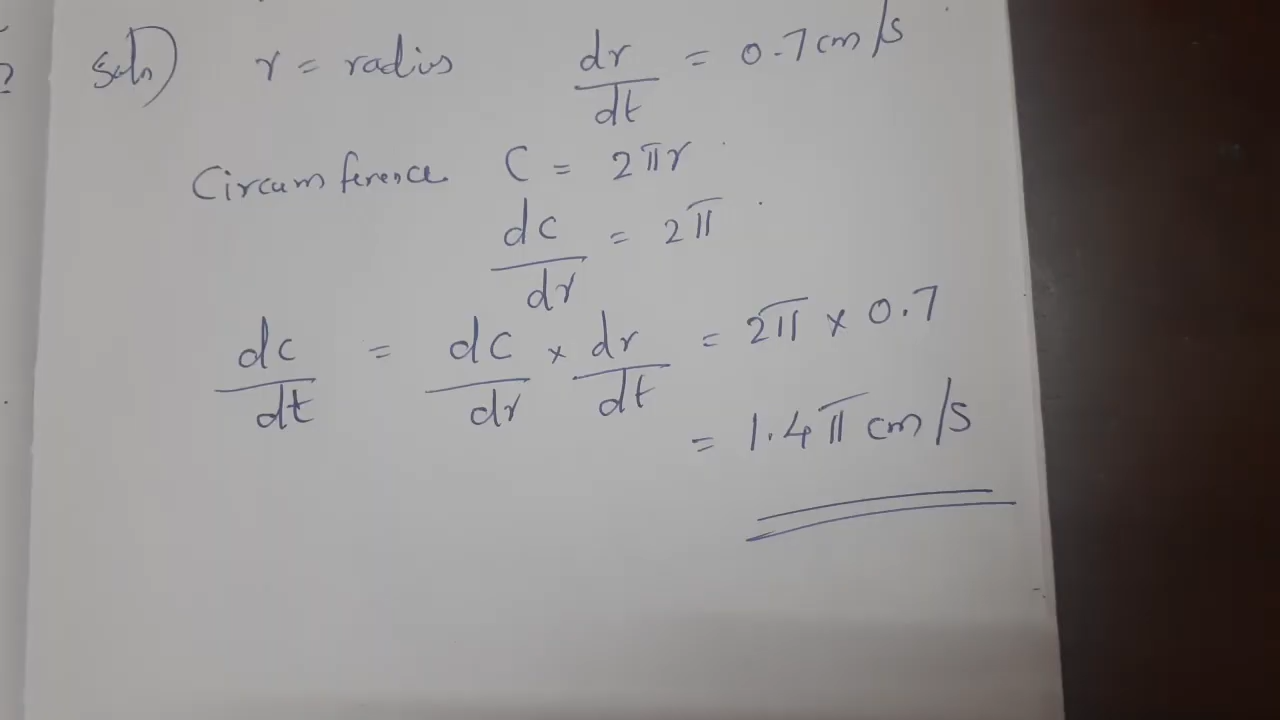 Soln) r = radius dr/dt = 0.7 cm/s
Circumference C = 2πr
dc/dr = 2π
dc/dt = dC/dr × dr/dt = 2π × 0.7
= 1.4π cm/s